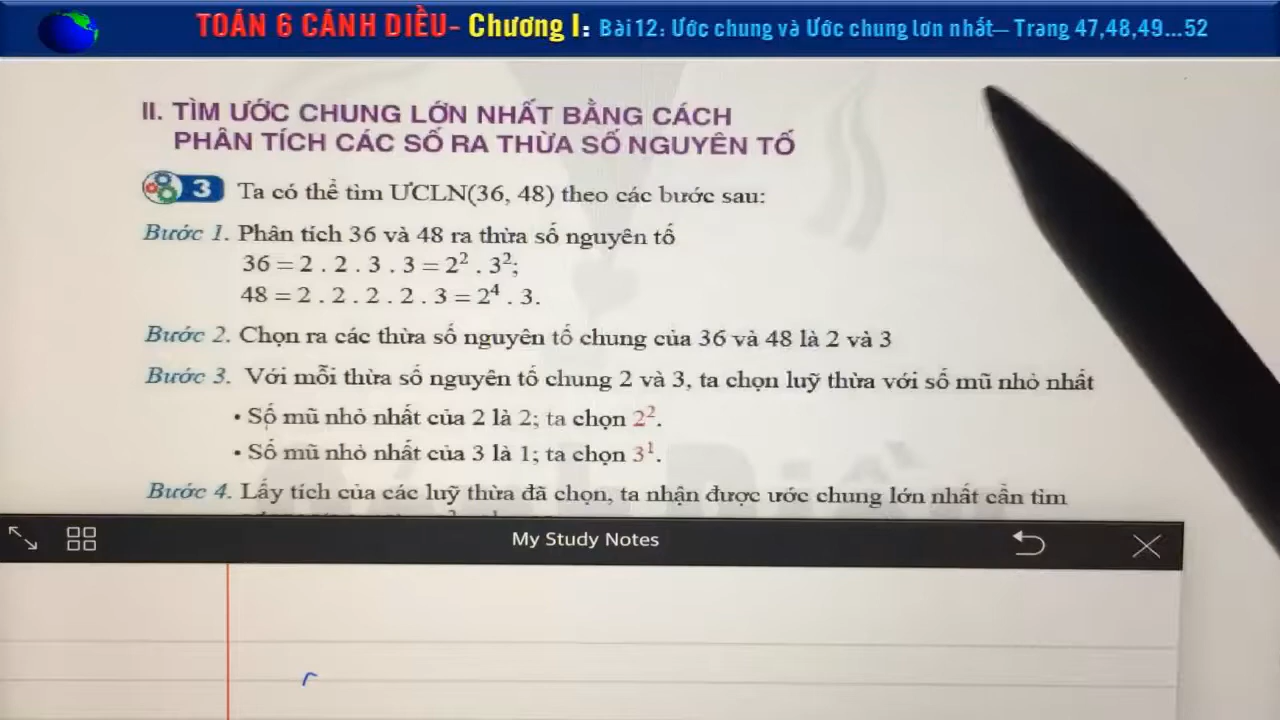 TOÁN 6 CÁNH DIỀU- Chương I: Bài 12: Ước chung và Ước chung lơn nhất– Trang 47,48,49...52
II. TÌM ƯỚC CHUNG LỚN NHẤT BẰNG CÁCH
PHÂN TÍCH CÁC SỐ RA THỪA SỐ NGUYÊN TỐ
3 Ta có thể tìm ƯCLN(36, 48) theo các bước sau:
Bước 1. Phân tích 36 và 48 ra thừa số nguyên tố
36 = 2 . 2 . 3 . 3 = 2² . 3²;
48 = 2 . 2 . 2 . 2 . 3 = 2⁴ . 3.
Bước 2. Chọn ra các thừa số nguyên tố chung của 36 và 48 là 2 và 3
Bước 3. Với mỗi thừa số nguyên tố chung 2 và 3, ta chọn luỹ thừa với số mũ nhỏ nhất
• Số mũ nhỏ nhất của 2 là 2; ta chọn 2².
• Số mũ nhỏ nhất của 3 là 1; ta chọn 3¹.
Bước 4. Lấy tích của các luỹ thừa đã chọn, ta nhận được ước chung lớn nhất cần tìm
My Study Notes